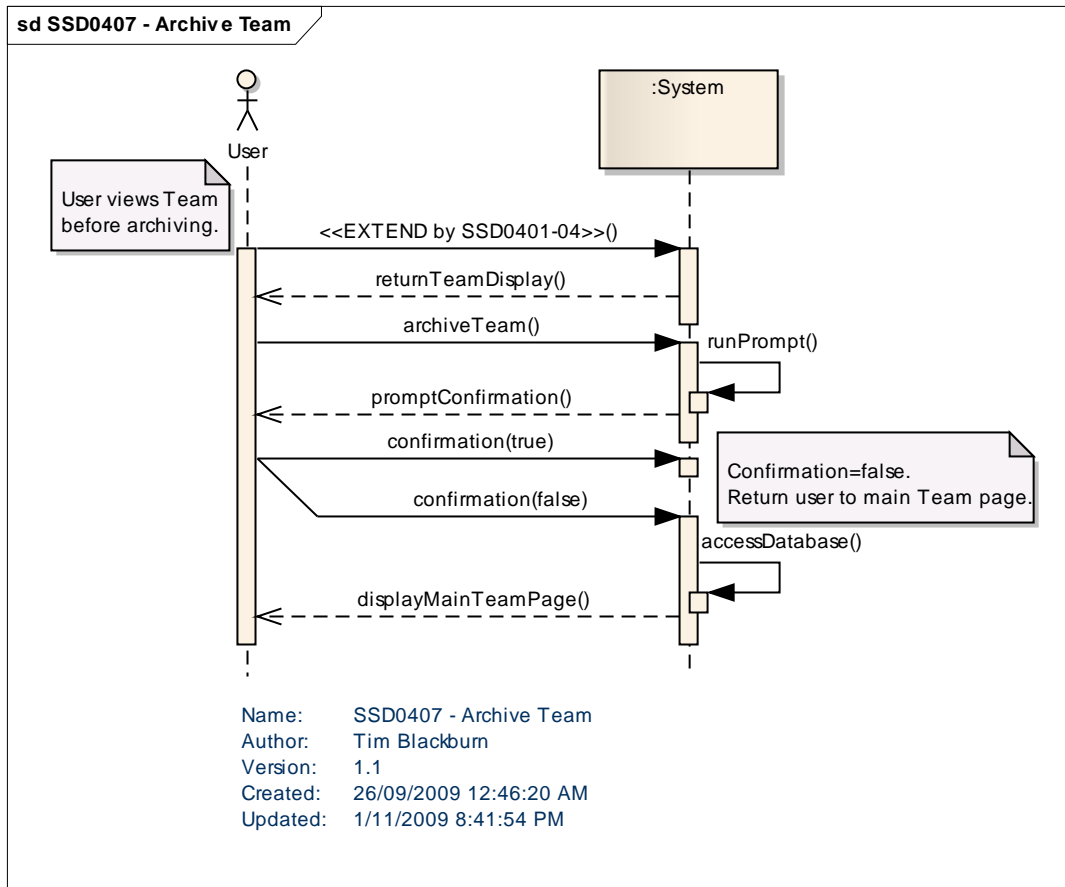 sd SSD0407 - Archive Team
:System
User
User views Team
before archiving.
<<EXTEND by SSD0401-04>>()
returnTeamDisplay()
archiveTeam()
runPrompt()
promptConfirmation()
confirmation(true)
Confirmation=false.
Return user to main Team page.
confirmation(false)
accessDatabase()
displayMainTeamPage()
Name: SSD0407 - Archive Team
Author: Tim Blackburn
Version: 1.1
Created: 26/09/2009 12:46:20 AM
Updated: 1/11/2009 8:41:54 PM